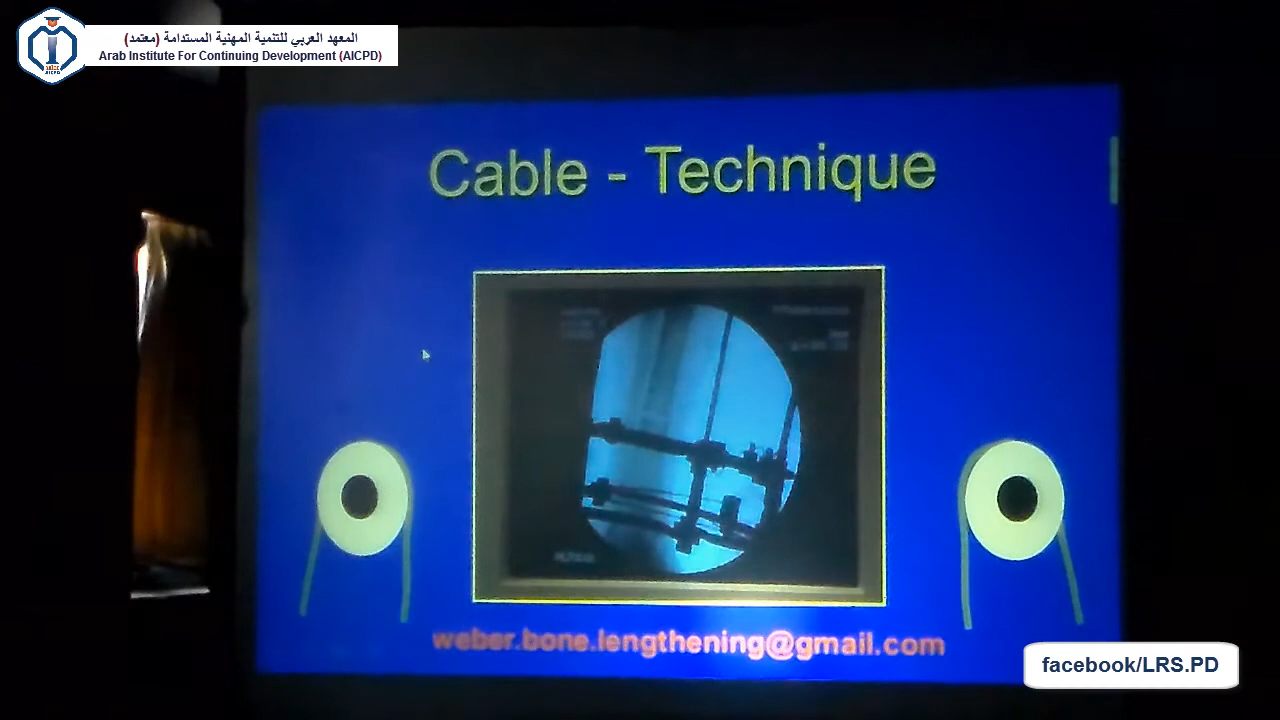 المعهد العربي للتنمية المهنية المستدامة (معتمد)
Arab Institute For Continuing Development (AICPD)
AICPD
Cable - Technique
weber.bone.lengthening@gmail.com
facebook/LRS.PD